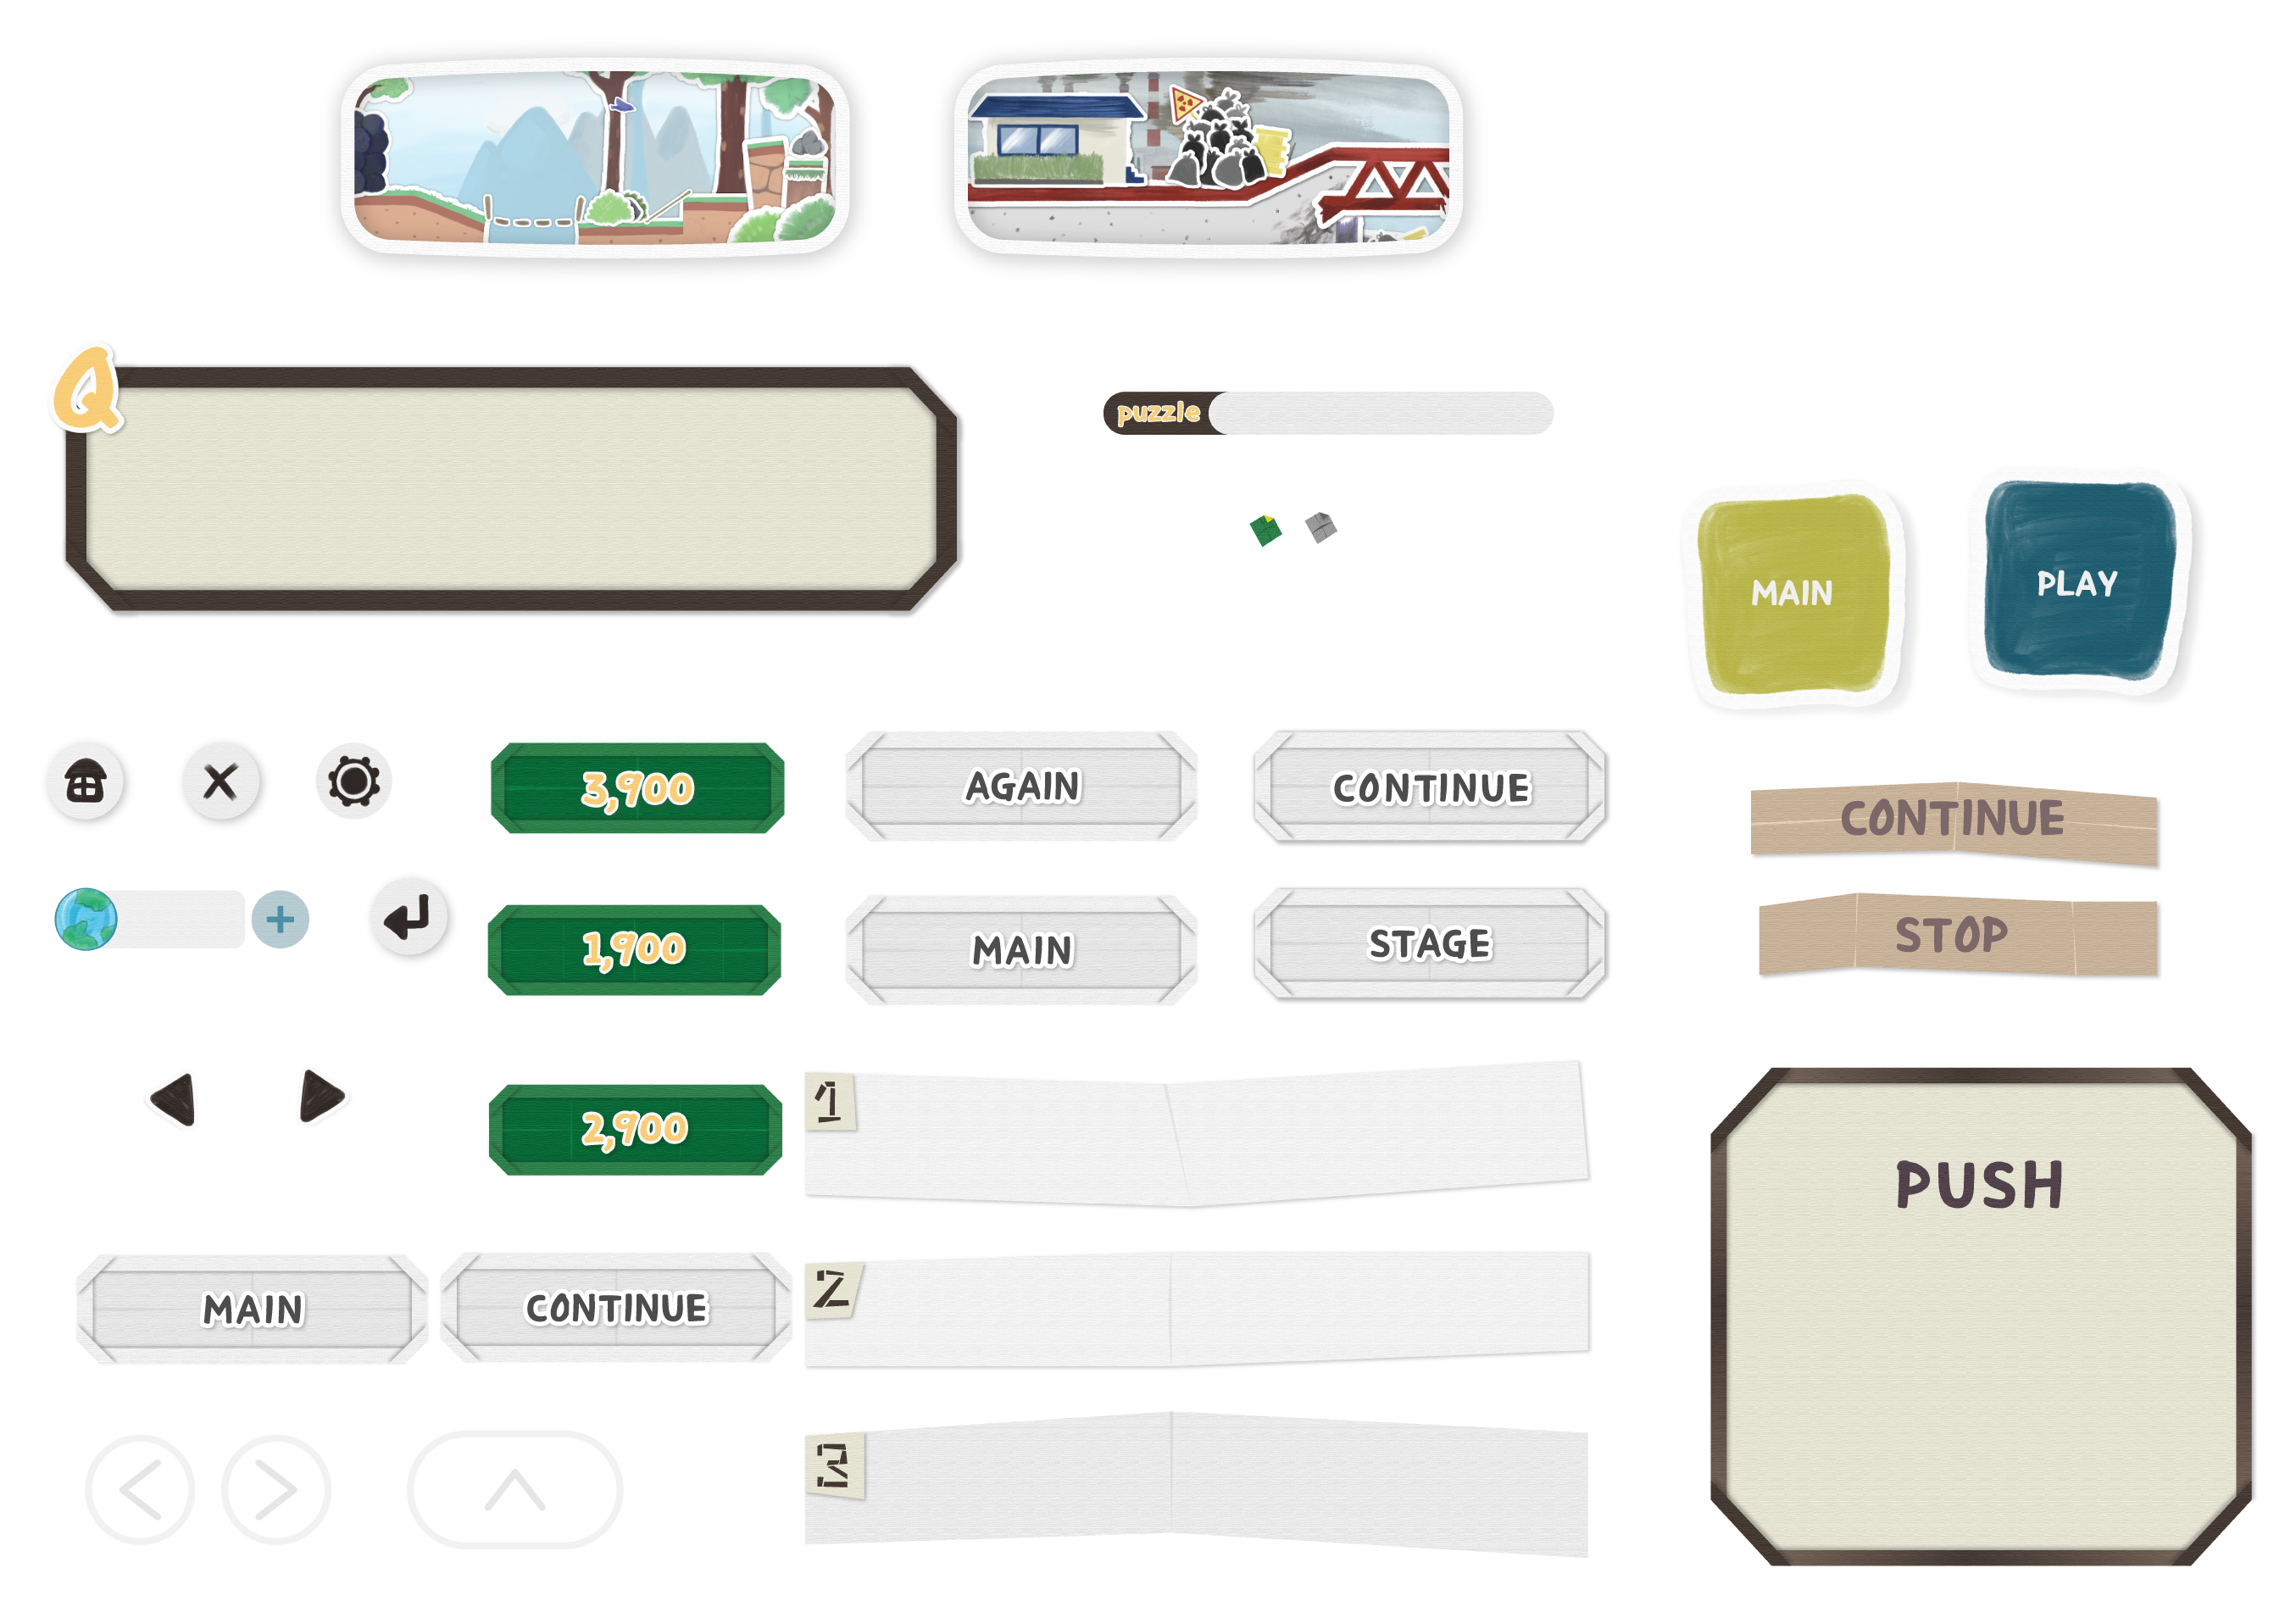 Q
puzzle
MAIN
PLAY
3,900
AGAIN
CONTINUE
CONTINUE
1,900
MAIN
STAGE
STOP
1
2,900
PUSH
2
MAIN
CONTINUE